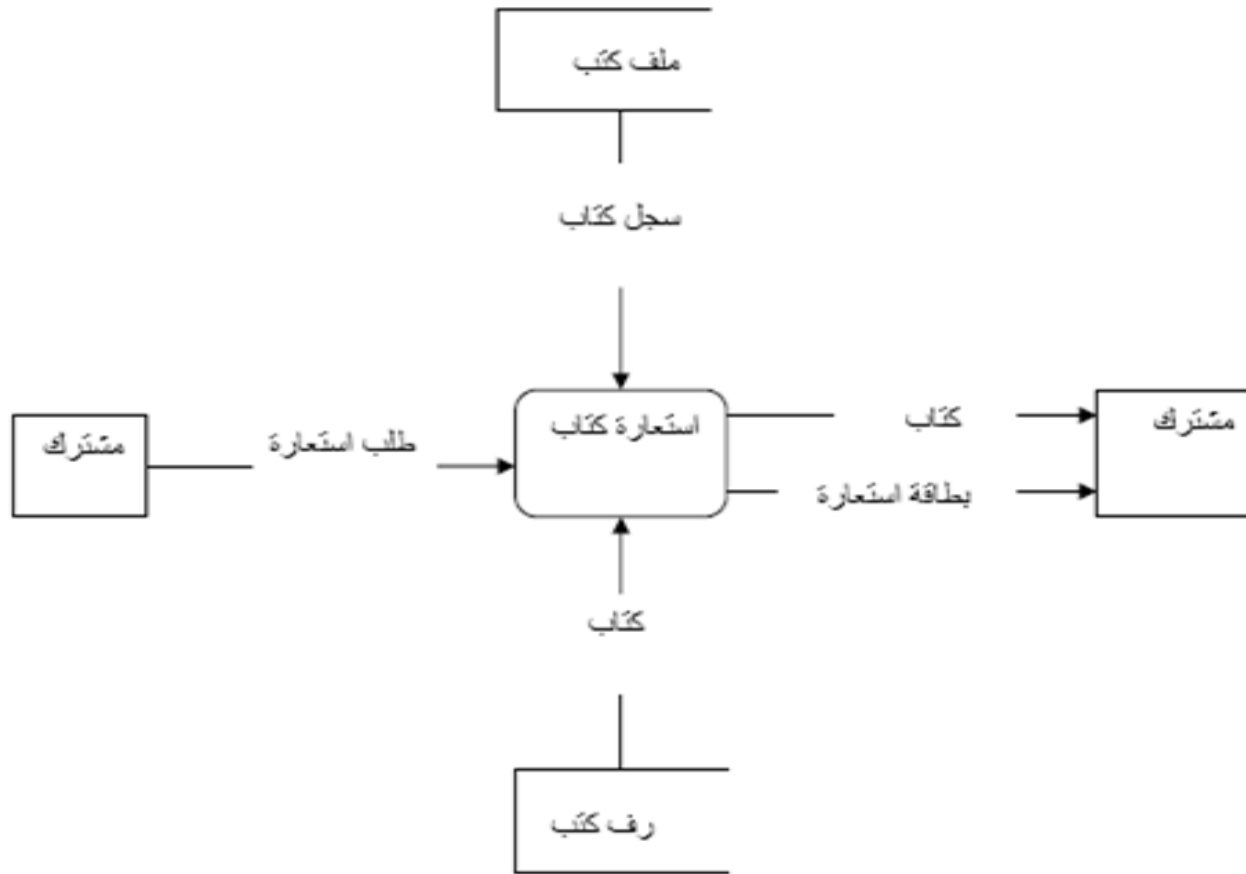 ملف كتب
سجل كتاب
استعارة كتاب
كتاب
مشترك
مشترك
طلب استعارة
بطاقة استعارة
كتاب
رف كتب